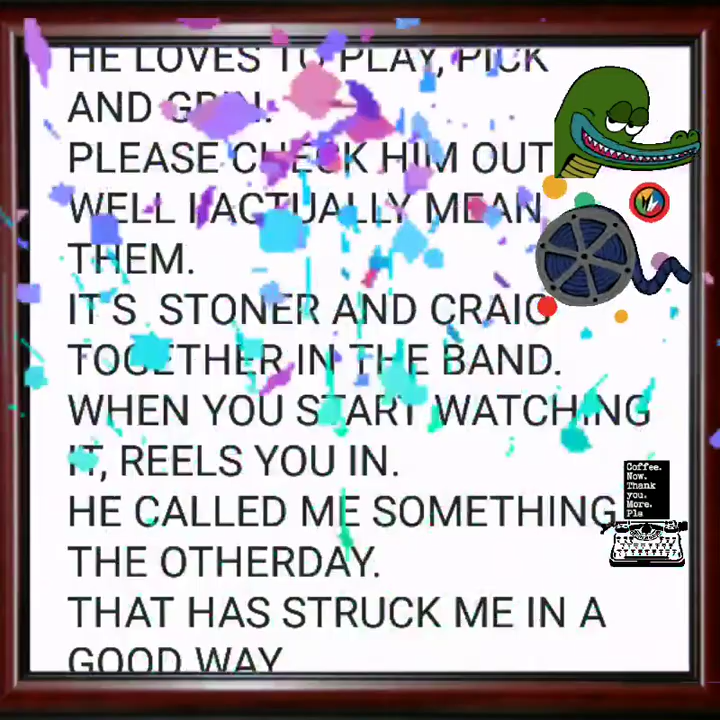 HE LOVES TO PLAY, PICK
AND GRIN.
PLEASE CHECK HIM OUT
WELL I ACTUALLY MEAN
THEM.
IT'S STONER AND CRAIG
TOGETHER IN THE BAND.
WHEN YOU START WATCHING
IT, REELS YOU IN.
HE CALLED ME SOMETHING
THE OTHERDAY.
THAT HAS STRUCK ME IN A
GOOD WAY
Coffee.
Now.
Thank
you.
More.
Pls